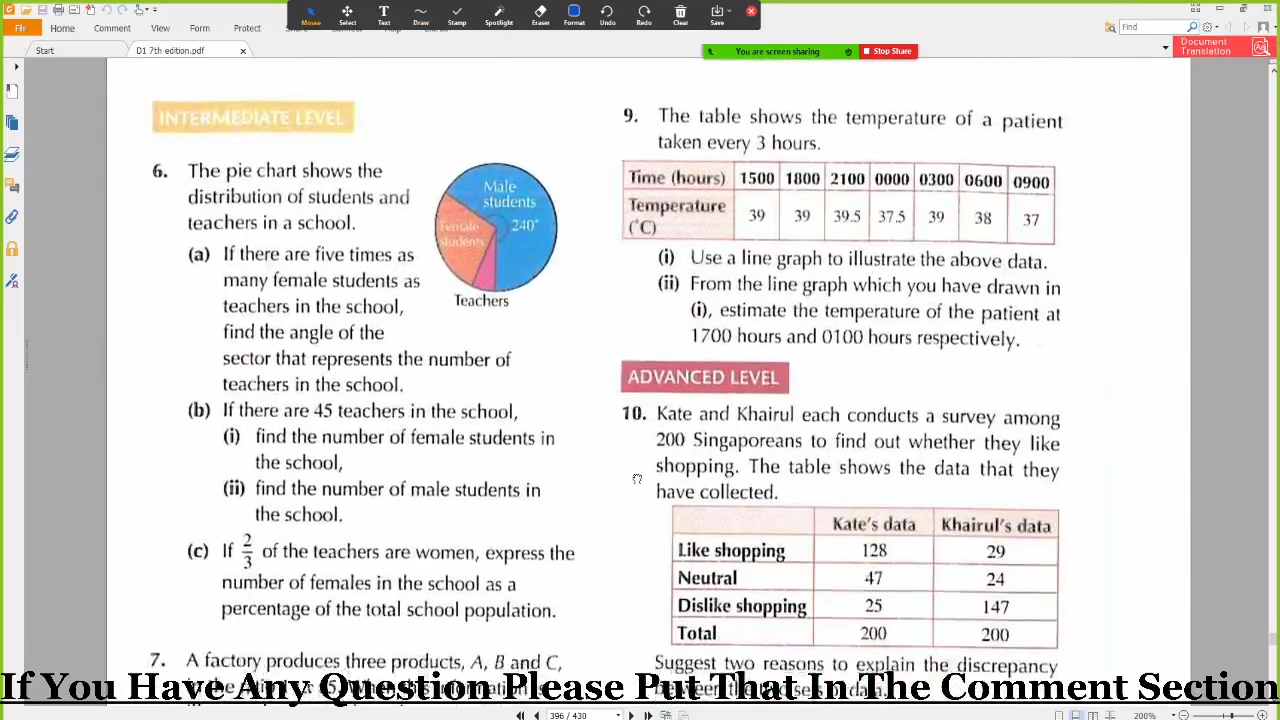 Mouse
Select
Text
Draw
Stamp
Spotlight
Eraser
Format
Undo
Redo
Clear
Save
File
Home
Comment
View
Form
Protect
Find
Start
D1 7th edition.pdf
You are screen sharing
Stop Share
Document
Translation
INTERMEDIATE LEVEL
6. The pie chart shows the
distribution of students and
teachers in a school.
Male
students
240°
Female
students
Teachers
(a) If there are five times as
many female students as
teachers in the school,
find the angle of the
sector that represents the number of
teachers in the school.
(b) If there are 45 teachers in the school,
(i) find the number of female students in
the school,
(ii) find the number of male students in
the school.
(c) If 2/3 of the teachers are women, express the
number of females in the school as a
percentage of the total school population.
7. A factory produces three products, A, B and C,
9. The table shows the temperature of a patient
taken every 3 hours.
Time (hours) 1500 1800 2100 0000 0300 0600 0900
Temperature (°C) 39 39 39.5 37.5 39 38 37
(i) Use a line graph to illustrate the above data.
(ii) From the line graph which you have drawn in
(i), estimate the temperature of the patient at
1700 hours and 0100 hours respectively.
ADVANCED LEVEL
10. Kate and Khairul each conducts a survey among
200 Singaporeans to find out whether they like
shopping. The table shows the data that they
have collected.
Kate's data Khairul's data
Like shopping 128 29
Neutral 47 24
Dislike shopping 25 147
Total 200 200
Suggest two reasons to explain the discrepancy
If You Have Any Question Please Put That In The Comment Section
396 / 430
200%